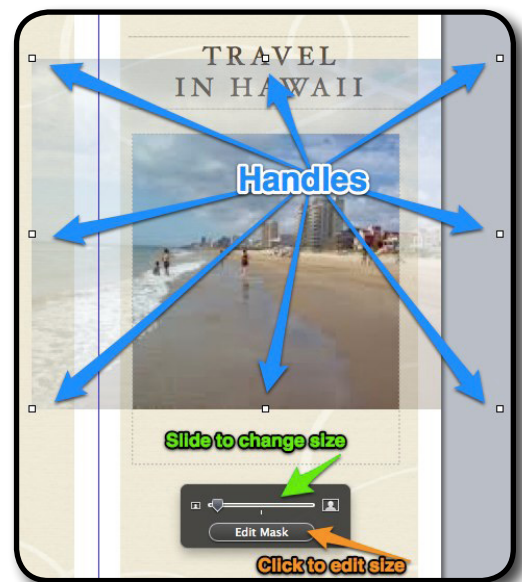 TRAVEL
IN HAWAII
Handles
Slide to change size
Edit Mask
Click to edit size